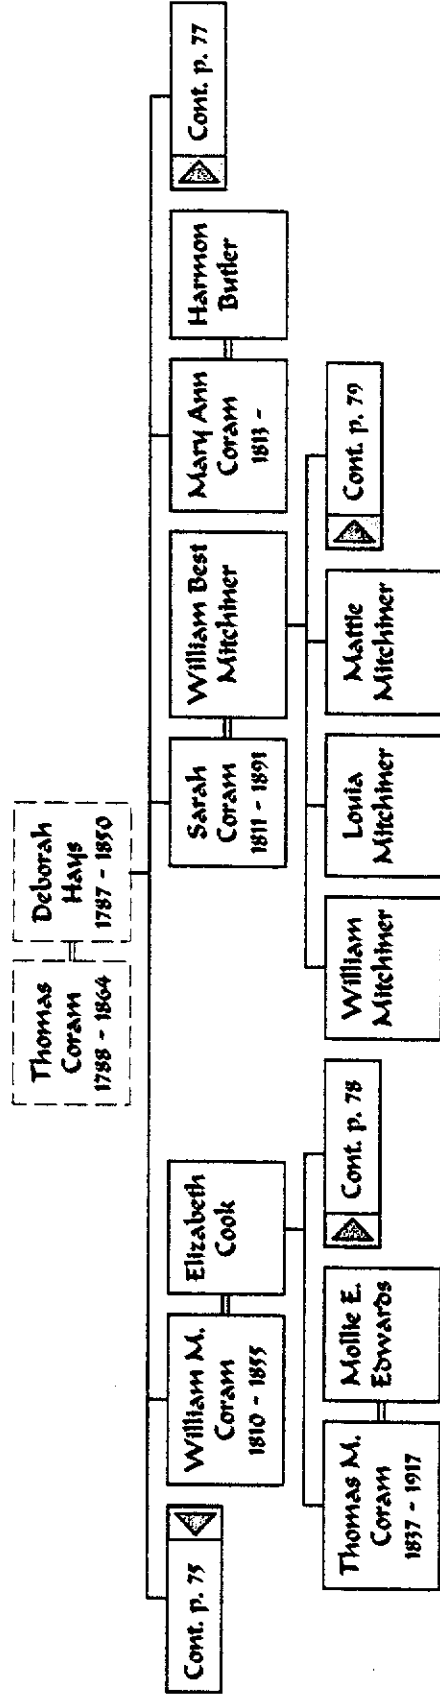 Thomas
Coram
1788 - 1864
Deborah
Hays
1787 - 1850
Cont. p. 75
William M.
Coram
1810 - 1855
Elizabeth
Cook
Sarah
Coram
1811 - 1891
William Best
Mitchiner
Mary Ann
Coram
1813 -
Harmon
Butler
Cont. p. 77
Thomas M.
Coram
1837 - 1917
Mollie E.
Edwards
Cont. p. 78
William
Mitchiner
Louia
Mitchiner
Mattie
Mitchiner
Cont. p. 79